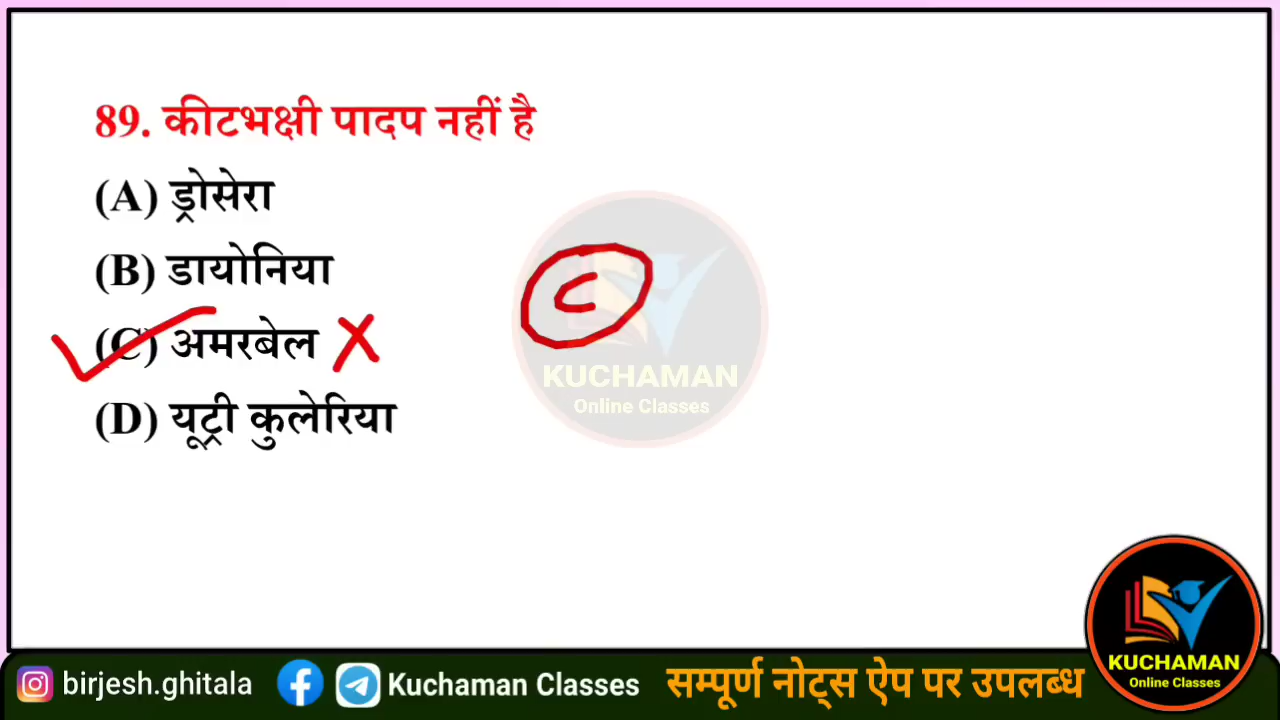 89. कीटभक्षी पादप नहीं है
(A) ड्रोसेरा
(B) डायोनिया
(C) अमरबेल X
(D) यूट्री कुलेरिया
C
KUCHAMAN
Online Classes
KUCHAMAN
Online Classes
birjesh.ghitala Kuchaman Classes सम्पूर्ण नोट्स ऐप पर उपलब्ध